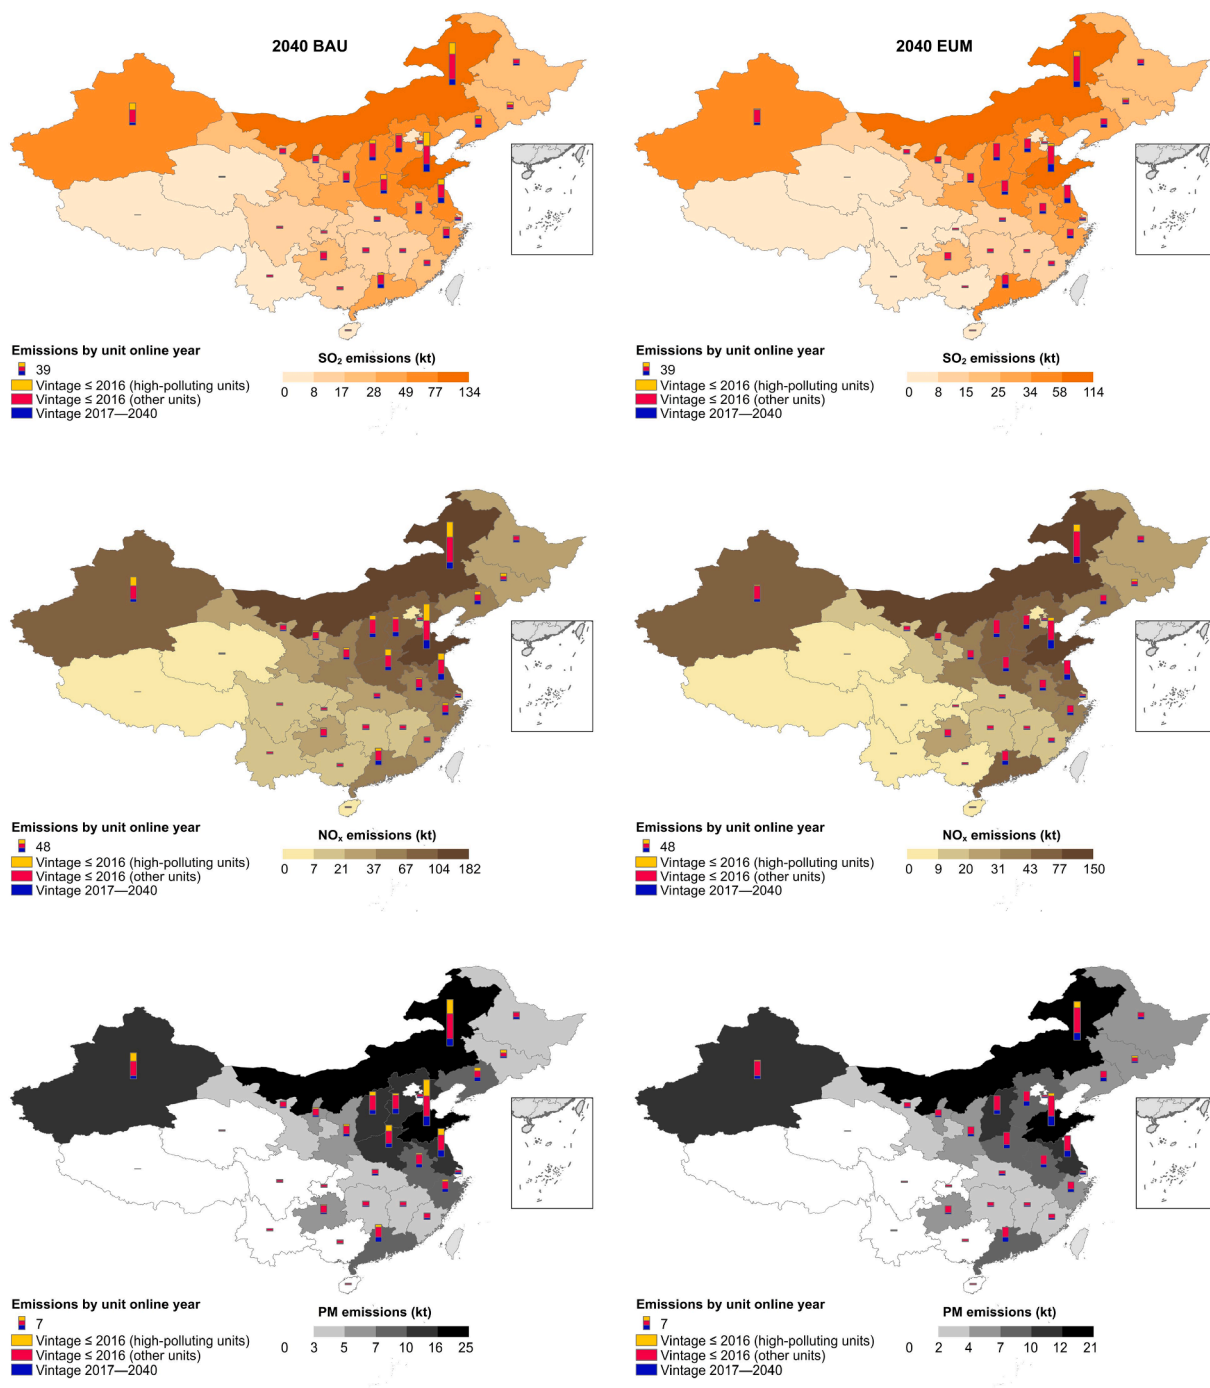 2040 BAU
2040 EUM
Emissions by unit online year
39
Vintage ≤ 2016 (high-polluting units)
Vintage ≤ 2016 (other units)
Vintage 2017—2040
SO₂ emissions (kt)
0 8 17 28 49 77 134
Emissions by unit online year
39
Vintage ≤ 2016 (high-polluting units)
Vintage ≤ 2016 (other units)
Vintage 2017—2040
SO₂ emissions (kt)
0 8 15 25 34 58 114
Emissions by unit online year
48
Vintage ≤ 2016 (high-polluting units)
Vintage ≤ 2016 (other units)
Vintage 2017—2040
NOₓ emissions (kt)
0 7 21 37 67 104 182
Emissions by unit online year
48
Vintage ≤ 2016 (high-polluting units)
Vintage ≤ 2016 (other units)
Vintage 2017—2040
NOₓ emissions (kt)
0 9 20 31 43 77 150
Emissions by unit online year
7
Vintage ≤ 2016 (high-polluting units)
Vintage ≤ 2016 (other units)
Vintage 2017—2040
PM emissions (kt)
0 3 5 7 10 16 25
Emissions by unit online year
7
Vintage ≤ 2016 (high-polluting units)
Vintage ≤ 2016 (other units)
Vintage 2017—2040
PM emissions (kt)
0 2 4 7 10 12 21